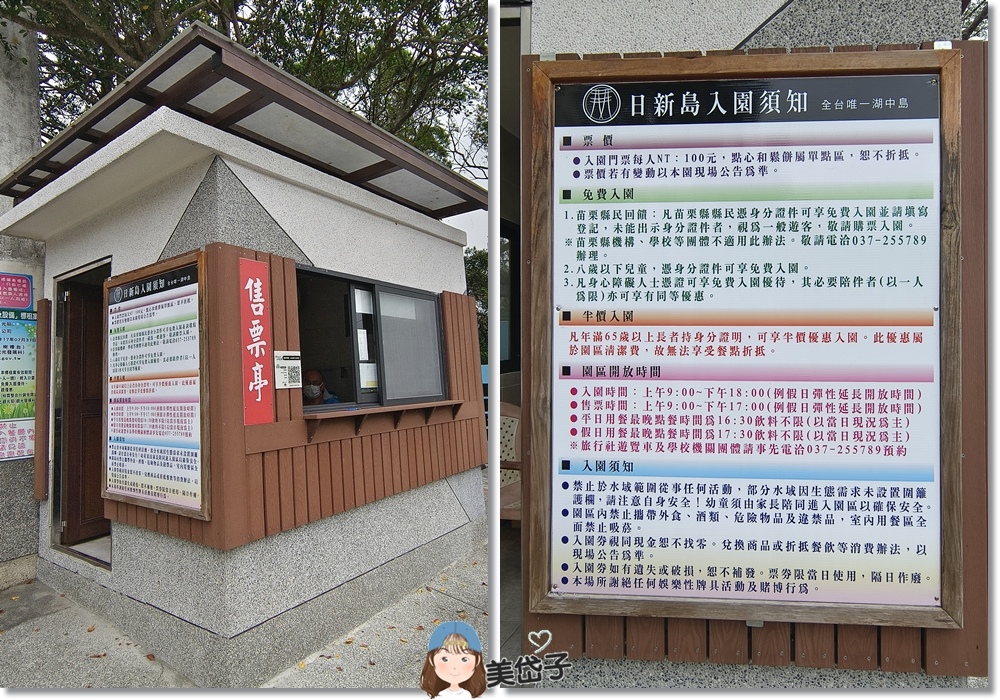 售票亭
日新島入園須知 全台唯一湖中島
■ 票價
●入園門票每人NT：100元，點心和鬆餅屬單點區，恕不折抵。
●票價若有變動以本園現場公告為準。
■ 免費入園
1.苗栗縣民回饋：凡苗栗縣縣民憑身分證件可享免費入園並請填寫
登記，未能出示身分證件者，視為一般遊客，敬請購票入園。
※苗栗縣機構、學校等團體不適用此辦法。敬請電洽037-255789
辦理。
2.八歲以下兒童，憑身分證件可享免費入園。
3.凡身心障礙人士憑證可享免費入園優待，其必要陪伴者(以一人
為限)亦可享有同等優惠。
■ 半價入園
凡年滿65歲以上長者持身分證明，可享半價優惠入園。此優惠屬
於園區清潔費，故無法享受餐點折抵。
■ 園區開放時間
●入園時間：上午9:00~下午18:00(例假日彈性延長開放時間)
●售票時間：上午9:00~下午17:00(例假日彈性延長開放時間)
●平日用餐最晚點餐時間為16:30飲料不限(以當日現況為主)
●假日用餐最晚點餐時間為17:30飲料不限(以當日現況為主)
※旅行社遊覽車及學校機關團體請事先電洽037-255789預約
■ 入園須知
●禁止於水域範圍從事任何活動，部分水域因生態需求未設置圍籬
護欄，請注意自身安全！幼童須由家長陪同進入園區以確保安全。
●園區內禁止攜帶外食、酒類、危險物品及違禁品，室內用餐區全
面禁止吸菸。
●入園券視同現金恕不找零。兌換商品或折抵餐飲等消費辦法，以
現場公告為準。
●入園券如有遺失或破損，恕不補發。票券限當日使用，隔日作廢。
●本場所謝絕任何娛樂性牌具活動及賭博行為。
日新島入園須知 全台唯一湖中島
美岱子